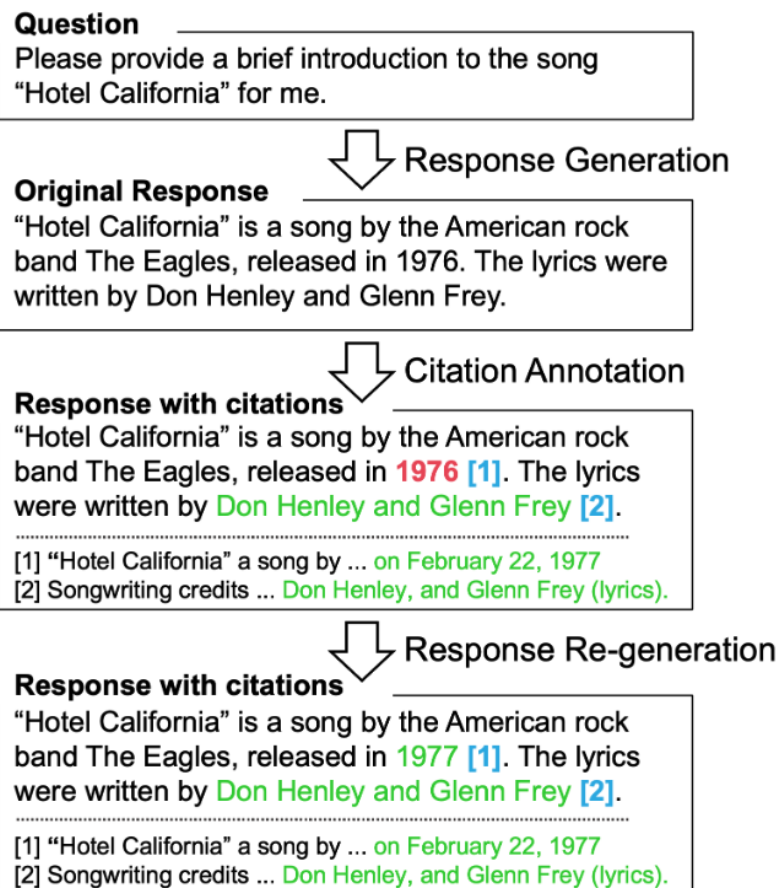 Question
Please provide a brief introduction to the song
“Hotel California” for me.
Response Generation
Original Response
“Hotel California” is a song by the American rock
band The Eagles, released in 1976. The lyrics were
written by Don Henley and Glenn Frey.
Citation Annotation
Response with citations
“Hotel California” is a song by the American rock
band The Eagles, released in 1976 [1]. The lyrics
were written by Don Henley and Glenn Frey [2].
[1] “Hotel California” a song by ... on February 22, 1977
[2] Songwriting credits ... Don Henley, and Glenn Frey (lyrics).
Response Re-generation
Response with citations
“Hotel California” is a song by the American rock
band The Eagles, released in 1977 [1]. The lyrics
were written by Don Henley and Glenn Frey [2].
[1] “Hotel California” a song by ... on February 22, 1977
[2] Songwriting credits ... Don Henley, and Glenn Frey (lyrics).